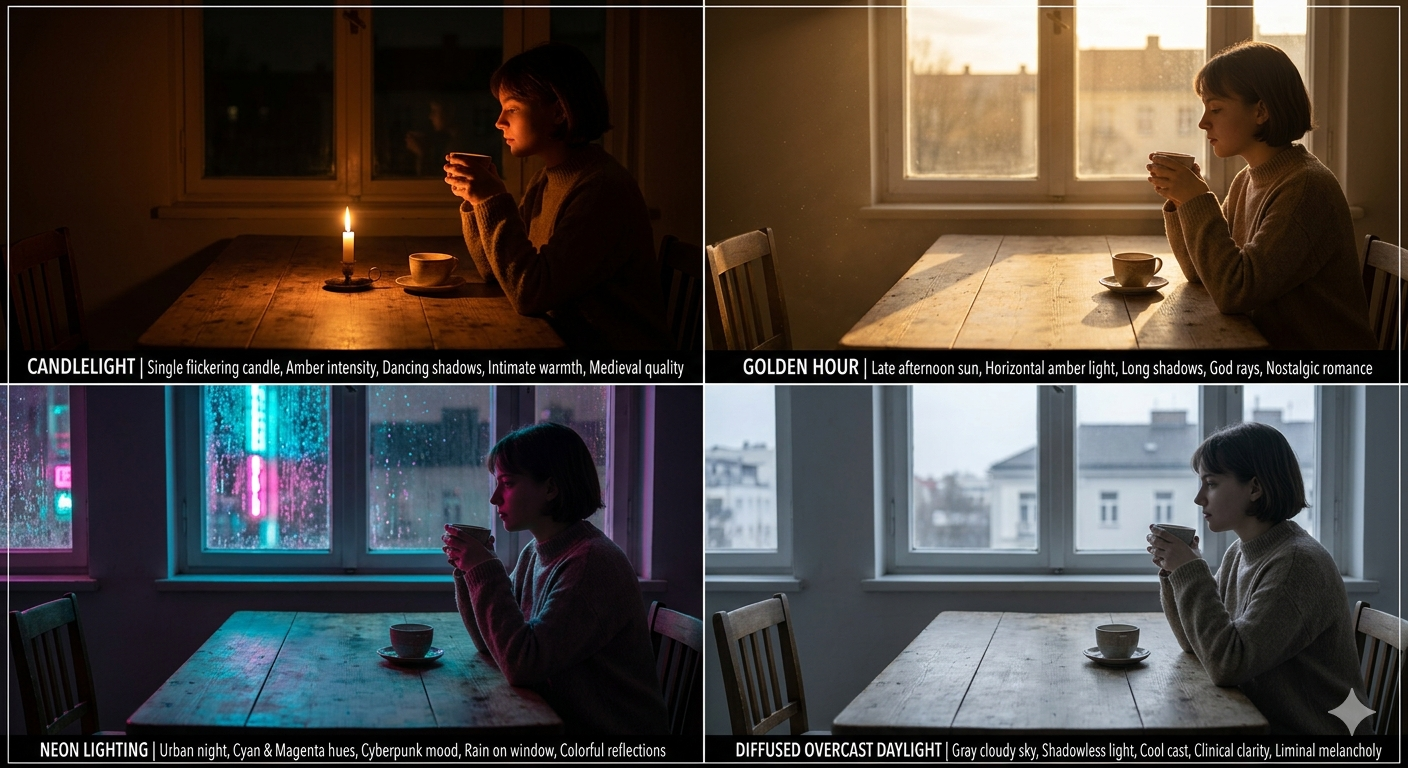 CANDLELIGHT | Single flickering candle, Amber intensity, Dancing shadows, Intimate warmth, Medieval quality
GOLDEN HOUR | Late afternoon sun, Horizontal amber light, Long shadows, God rays, Nostalgic romance
NEON LIGHTING | Urban night, Cyan & Magenta hues, Cyberpunk mood, Rain on window, Colorful reflections
DIFFUSED OVERCAST DAYLIGHT | Gray cloudy sky, Shadowless light, Cool cast, Clinical clarity, Liminal melancholy